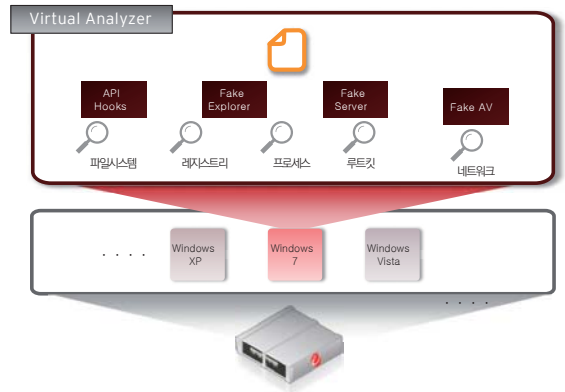 Virtual Analyzer
API
Hooks
Fake
Explorer
Fake
Server
Fake AV
파일시스템
레지스트리
프로세스
루트킷
네트워크
. . . .
Windows
XP
Windows
7
Windows
Vista
. . . .